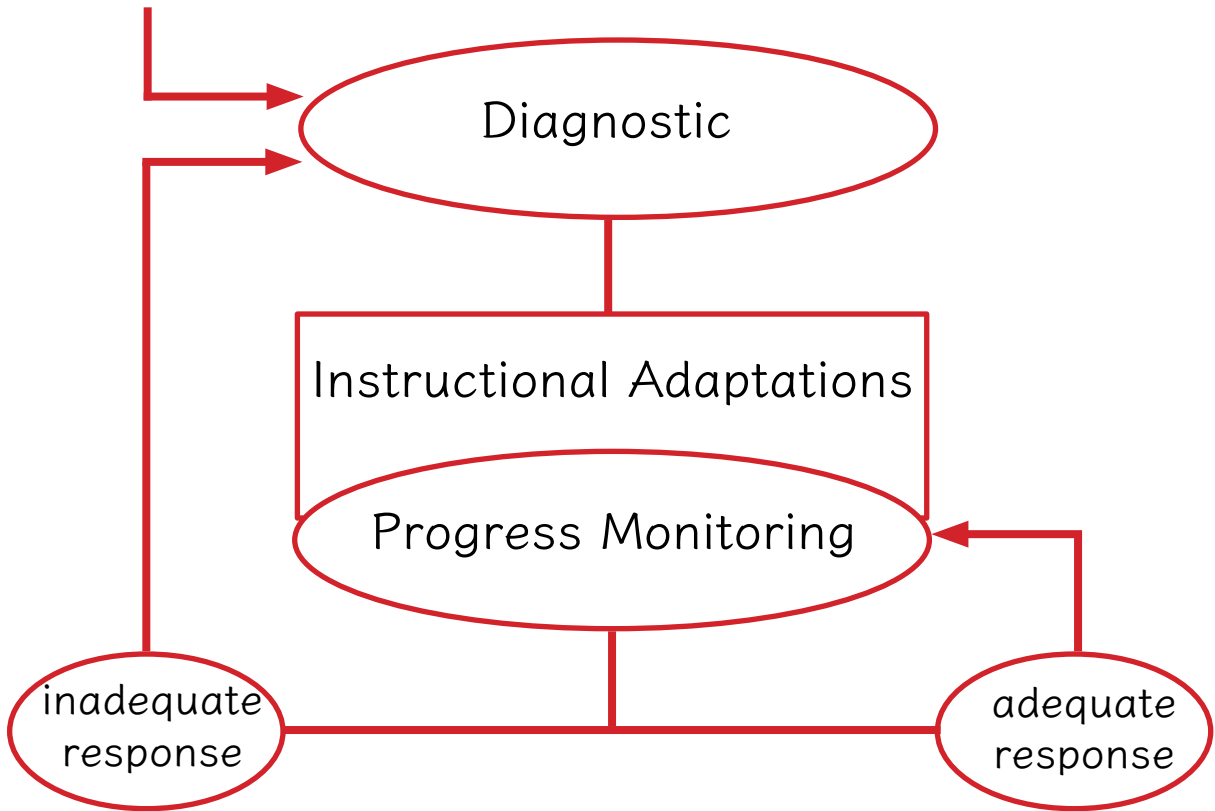 Diagnostic
Instructional Adaptations
Progress Monitoring
inadequate
response
adequate
response